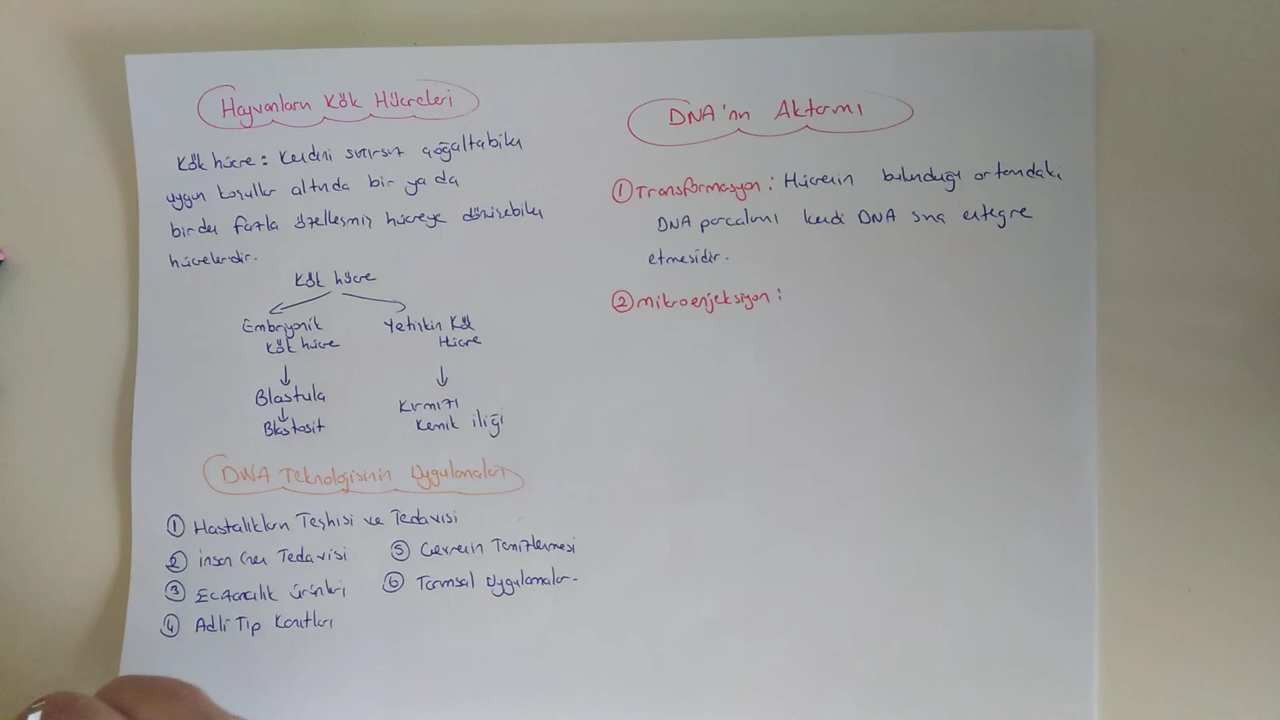 Hayvanların Kök Hücreleri
Kök hücre: Kendini sınırsız çoğaltabilen
uygun koşullar altında bir ya da
birden fazla özelleşmiş hücreye dönüşebilen
hücrelerdir.
Kök hücre
Embriyonik
Kök hücre
Yetişkin Kök
Hücre
Blastula
Blastosit
Kırmızı
Kemik iliği
DNA Teknolojisinin Uygulamaları
① Hastalıkların Teşhisi ve Tedavisi
② insan Gen Tedavisi
③ Eczacılık ürünleri
④ Adli Tıp Kanıtları
⑤ Çevrenin Temizlenmesi
⑥ Tarımsal Uygulamalar.
DNA'nın Aktarımı
① Transformasyon: Hücrenin bulunduğu ortamdaki
DNA parçalarını kendi DNA sına entegre
etmesidir.
② mikroenjeksiyon: